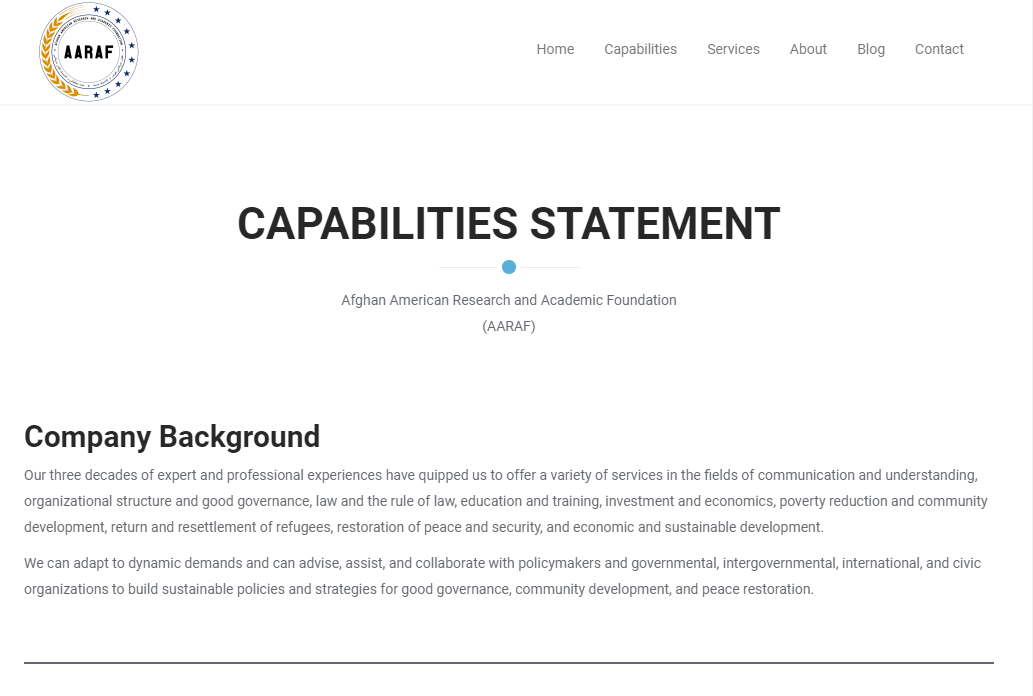 AARAF
Home Capabilities Services About Blog Contact
CAPABILITIES STATEMENT
Afghan American Research and Academic Foundation
(AARAF)
Company Background
Our three decades of expert and professional experiences have quipped us to offer a variety of services in the fields of communication and understanding,
organizational structure and good governance, law and the rule of law, education and training, investment and economics, poverty reduction and community
development, return and resettlement of refugees, restoration of peace and security, and economic and sustainable development.
We can adapt to dynamic demands and can advise, assist, and collaborate with policymakers and governmental, intergovernmental, international, and civic
organizations to build sustainable policies and strategies for good governance, community development, and peace restoration.